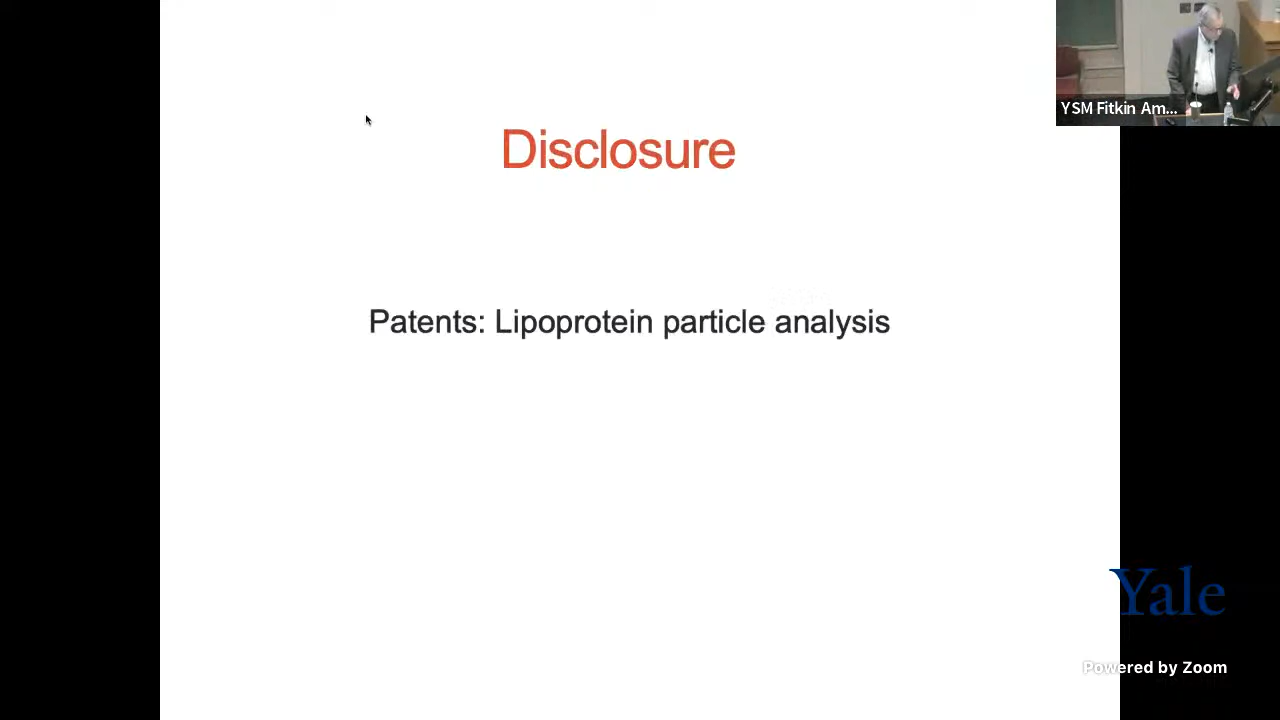 YSM Fitkin Am...
Disclosure
Patents: Lipoprotein particle analysis
Yale
Powered by Zoom